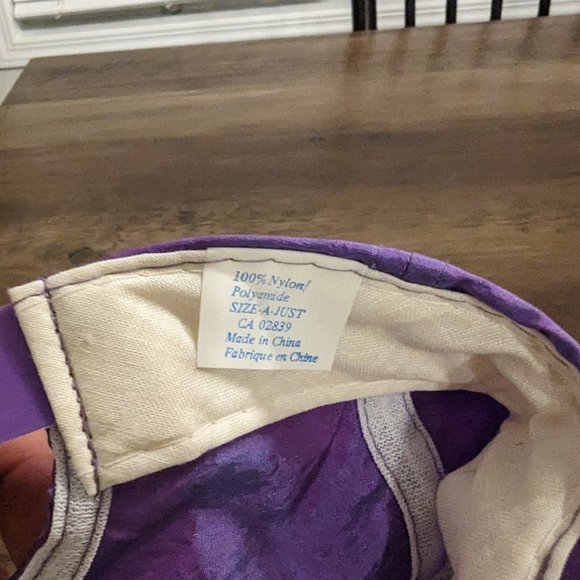 100% Nylon/
Polyamide
SIZE-A-JUST
CA 02839
Made in China
Fabrique en Chine